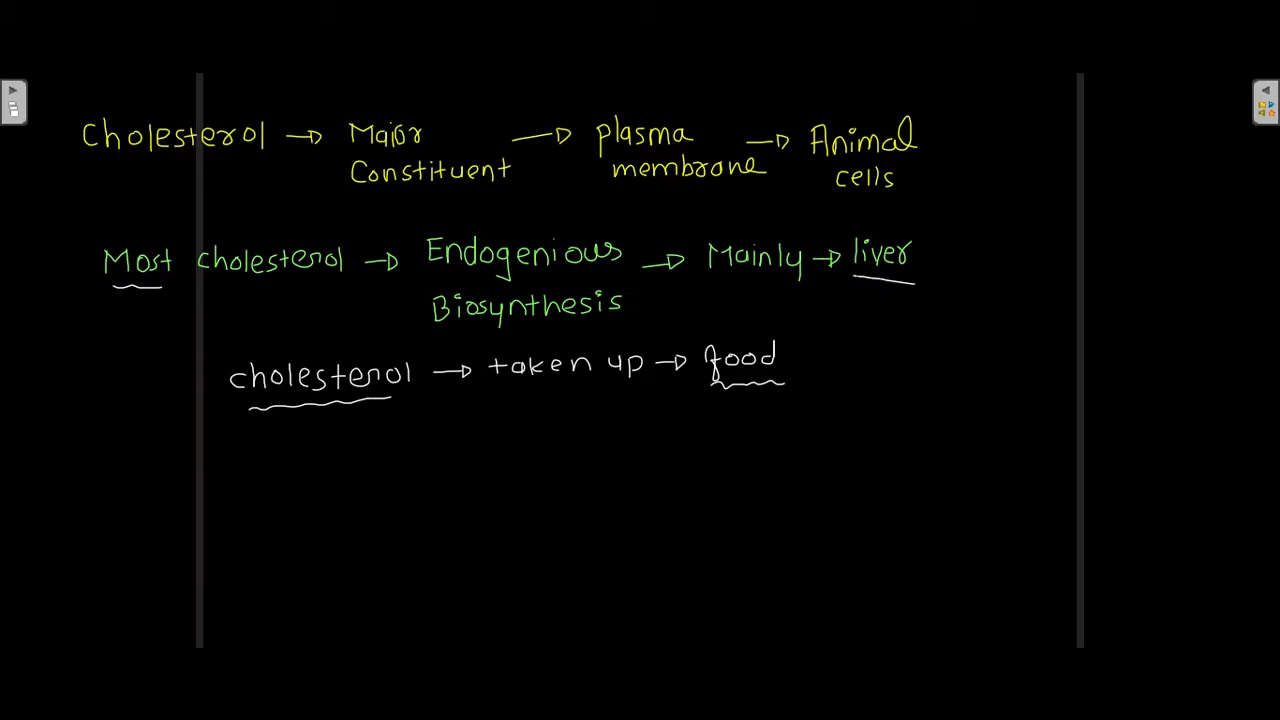 Cholesterol → Major Constituent → plasma membrane → Animal cells
Most cholesterol → Endogenious Biosynthesis → Mainly → liver
cholesterol → taken up → food